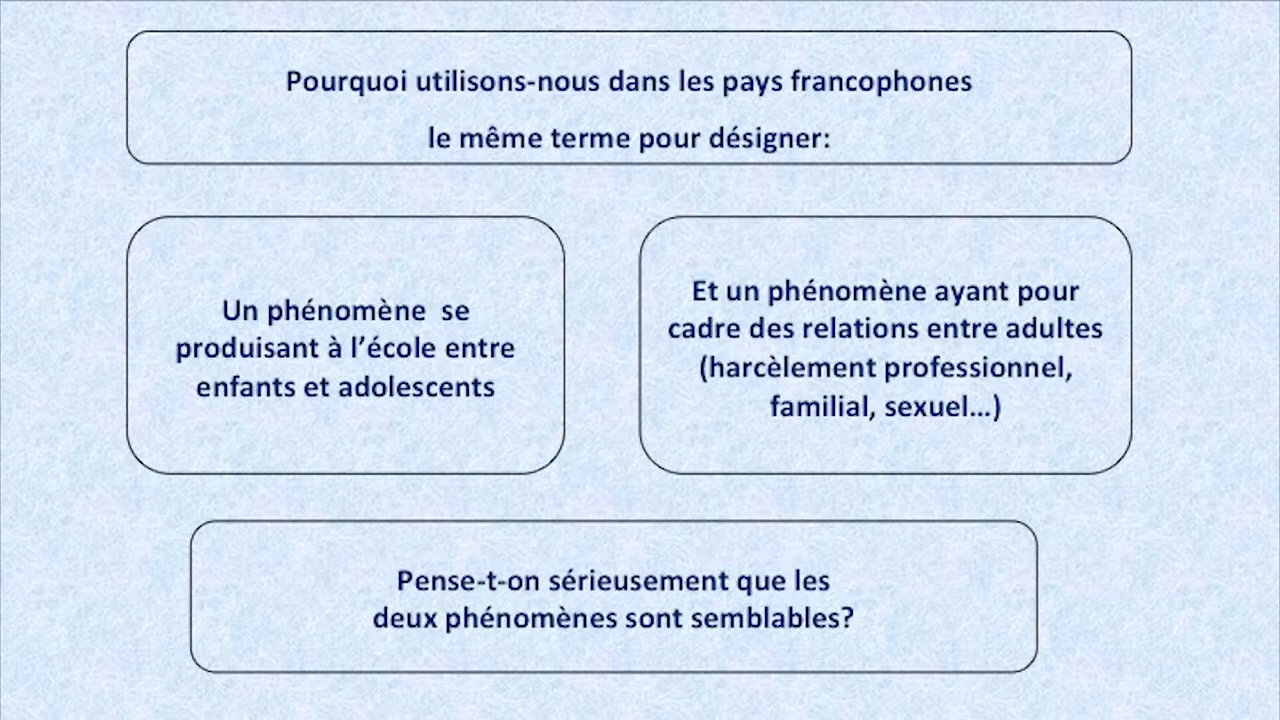 Pourquoi utilisons-nous dans les pays francophones
le même terme pour désigner:
Un phénomène se
produisant à l’école entre
enfants et adolescents
Et un phénomène ayant pour
cadre des relations entre adultes
(harcèlement professionnel,
familial, sexuel…)
Pense-t-on sérieusement que les
deux phénomènes sont semblables?